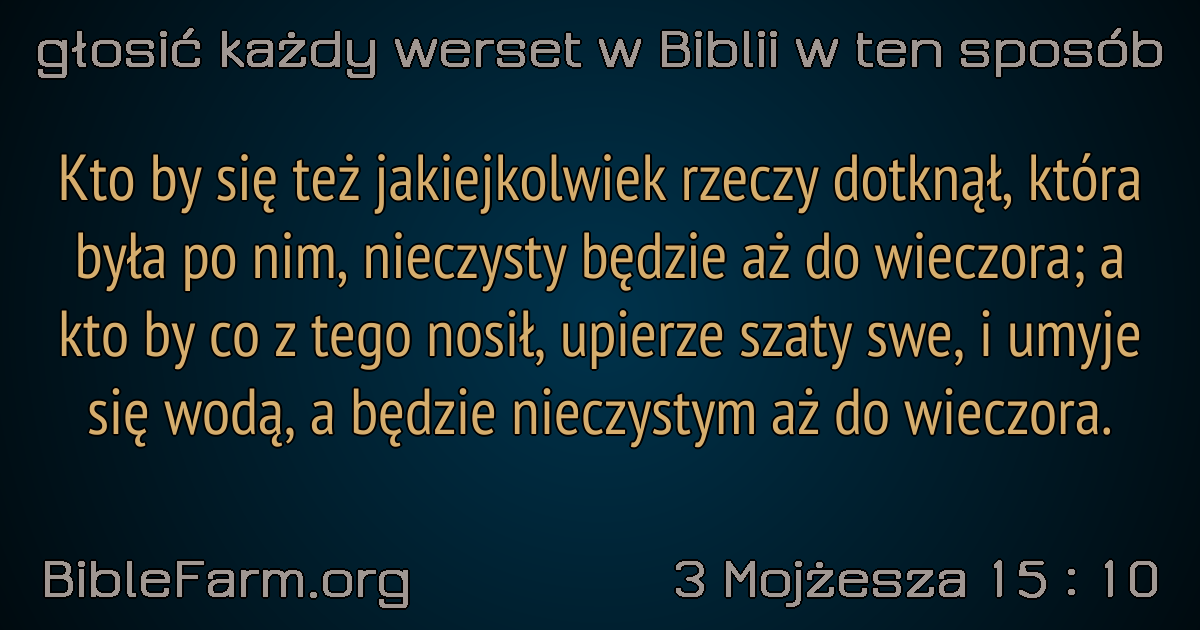 głosić każdy werset w Biblii w ten sposób
Kto by się też jakiejkolwiek rzeczy dotknął, która
była po nim, nieczysty będzie aż do wieczora; a
kto by co z tego nosił, upierze szaty swe, i umyje
się wodą, a będzie nieczystym aż do wieczora.
BibleFarm.org
3 Mojżesza 15 : 10